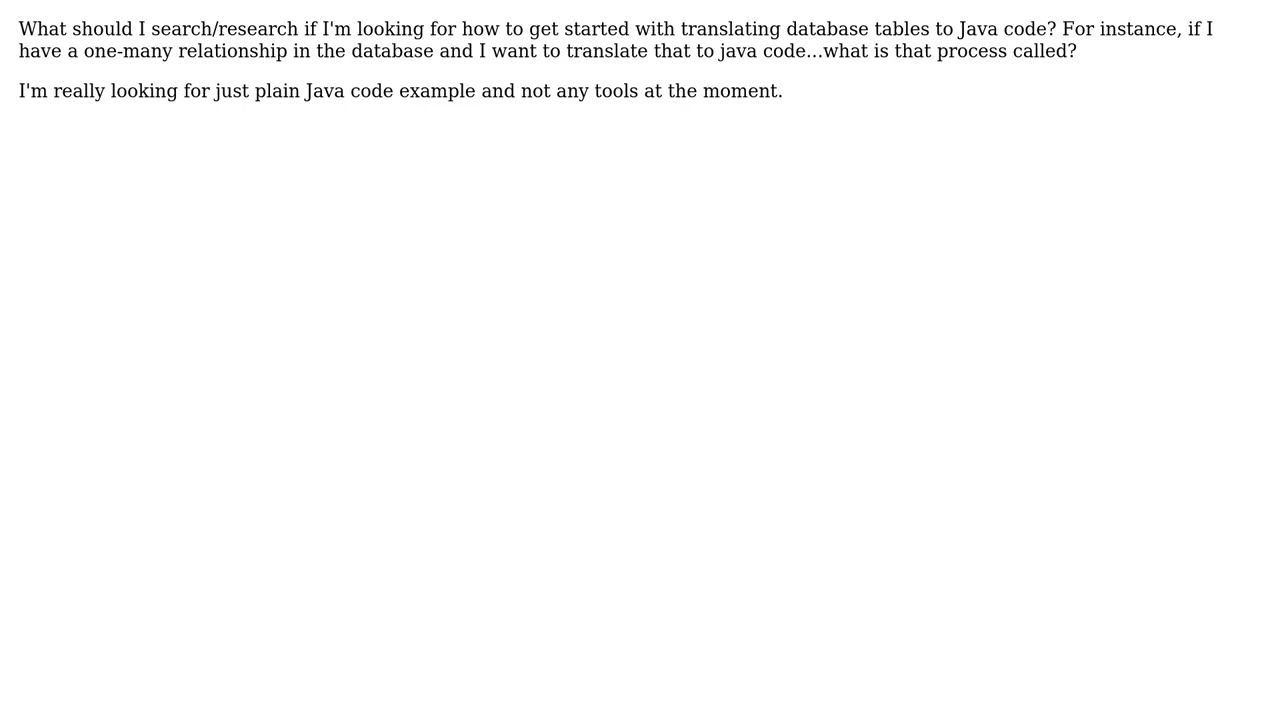 What should I search/research if I'm looking for how to get started with translating database tables to Java code? For instance, if I
have a one-many relationship in the database and I want to translate that to java code...what is that process called?
I'm really looking for just plain Java code example and not any tools at the moment.